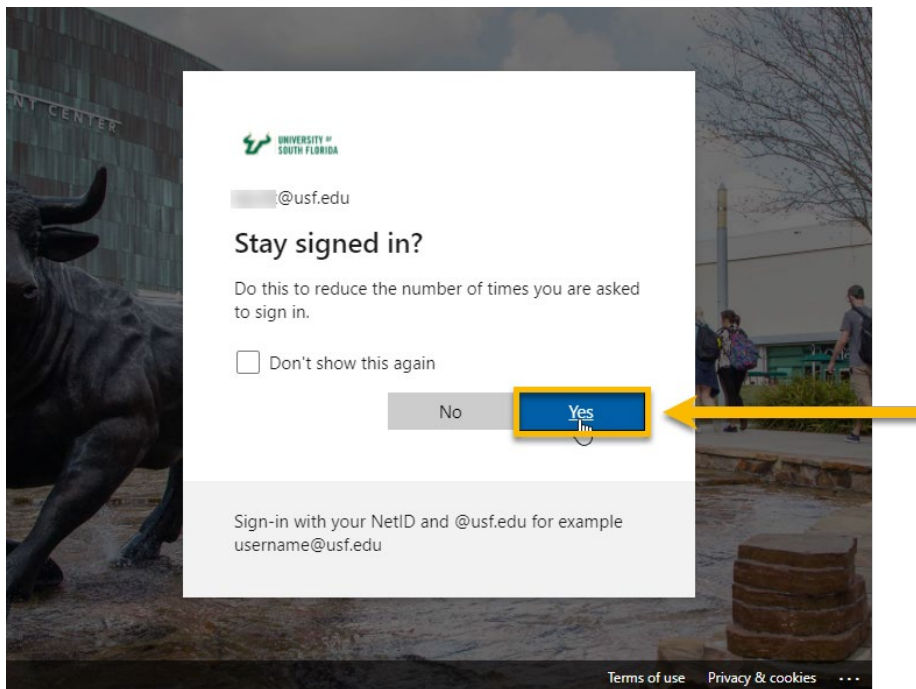 NT CENTER
UNIVERSITY of
SOUTH FLORIDA
@usf.edu
Stay signed in?
Do this to reduce the number of times you are asked
to sign in.
Don't show this again
No Yes
Sign-in with your NetID and @usf.edu for example
username@usf.edu
Terms of use Privacy & cookies ...